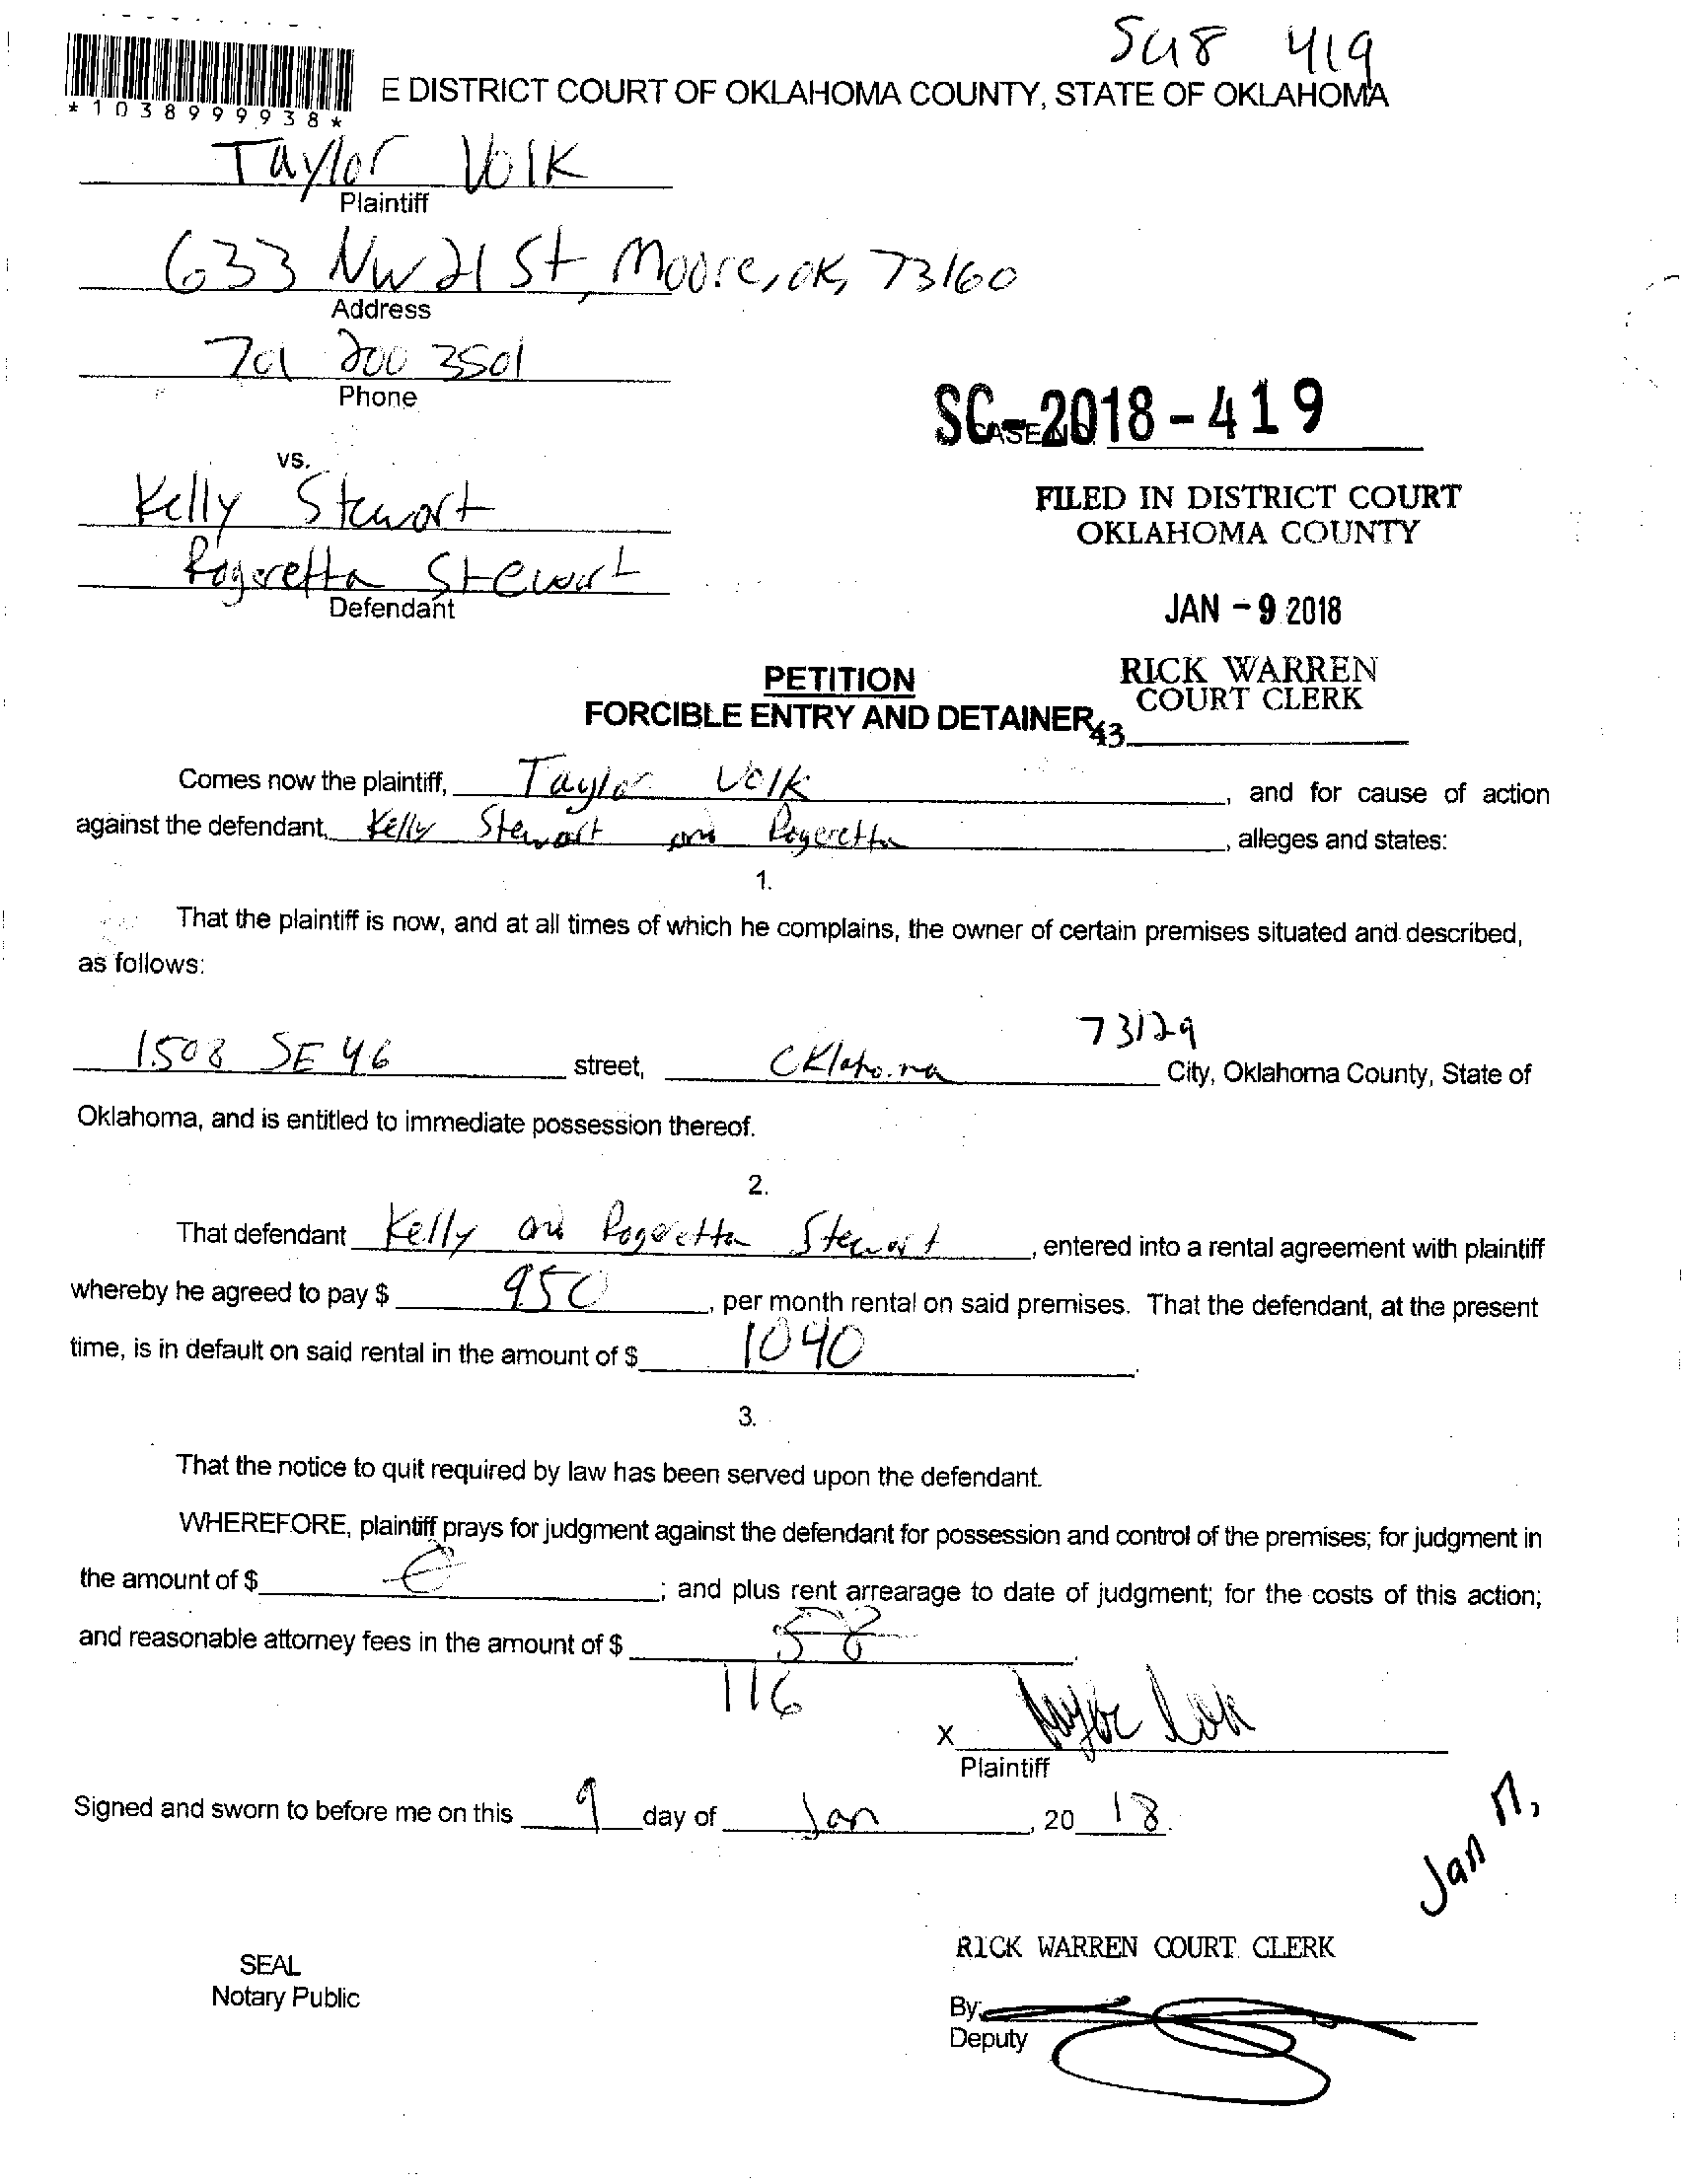 SC18 419
E DISTRICT COURT OF OKLAHOMA COUNTY, STATE OF OKLAHOMA
*1038999938*
Taylor Volk
Plaintiff
633 NW 21 St, Moore, OK, 73160
Address
701 200 3501
Phone
SC-2018-419
CASE NO.
vs.
Kelly Stewart
FILED IN DISTRICT COURT
OKLAHOMA COUNTY
Rogeretta Stewart
Defendant
JAN - 9 2018
RICK WARREN
COURT CLERK
PETITION
FORCIBLE ENTRY AND DETAINER
43
Comes now the plaintiff, Taylor Volk, and for cause of action
against the defendant, Kelly Stewart and Rogeretta, alleges and states:
1.
That the plaintiff is now, and at all times of which he complains, the owner of certain premises situated and described,
as follows:
73129
1508 SE 46 street, Oklahoma City, Oklahoma County, State of
Oklahoma, and is entitled to immediate possession thereof.
2.
That defendant Kelly and Rogeretta Stewart, entered into a rental agreement with plaintiff
whereby he agreed to pay $ 950, per month rental on said premises. That the defendant, at the present
time, is in default on said rental in the amount of $ 1040.
3.
That the notice to quit required by law has been served upon the defendant.
WHEREFORE, plaintiff prays for judgment against the defendant for possession and control of the premises; for judgment in
the amount of $ ; and plus rent arrearage to date of judgment; for the costs of this action;
and reasonable attorney fees in the amount of $ 58.
116
X Taylor Volk
Plaintiff
Signed and sworn to before me on this 9 day of Jan, 2018.
Jan
RICK WARREN COURT CLERK
SEAL
Notary Public
By:
Deputy